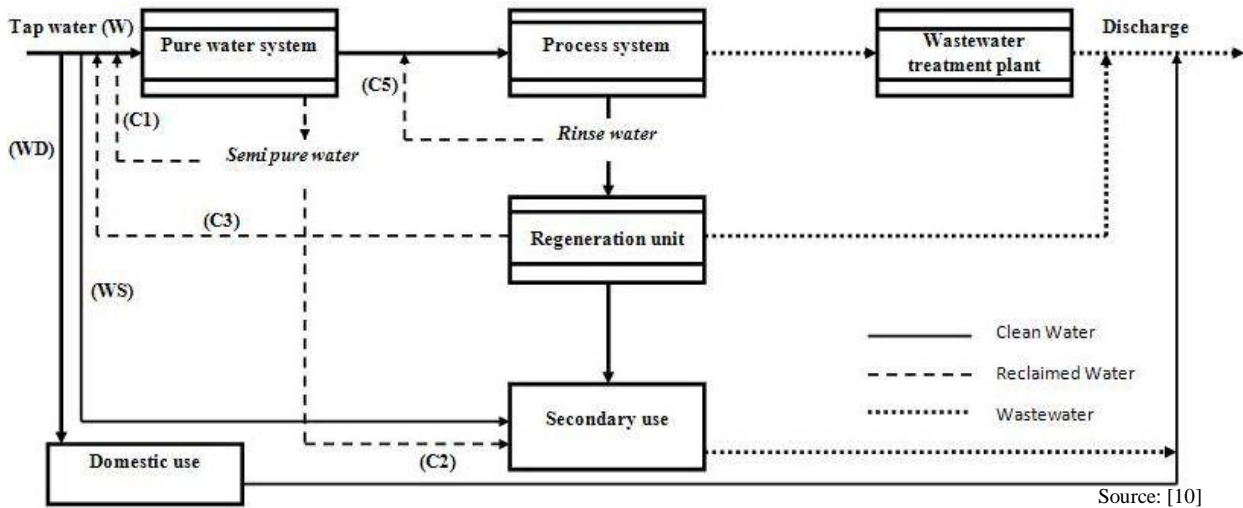 Tap water (W)
Pure water system
Process system
Wastewater
treatment plant
Discharge
(C5)
(C1)
Rinse water
(WD)
Semi pure water
(C3)
Regeneration unit
(WS)
Clean Water
Reclaimed Water
Secondary use
Wastewater
Domestic use
(C2)
Source: [10]